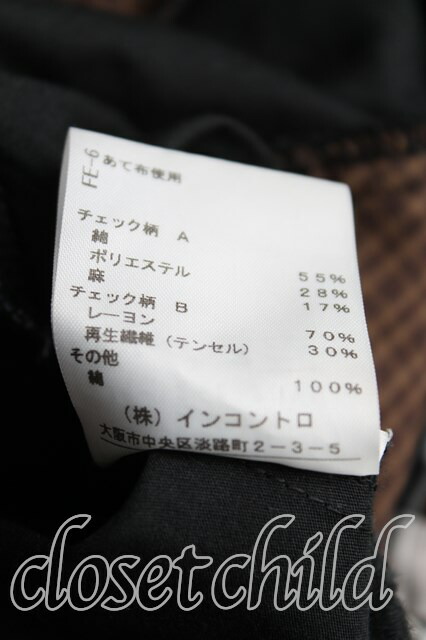 FE-6 あて布使用
チェック柄 A
綿 55%
ポリエステル 28%
麻 17%
チェック柄 B
レーヨン 70%
再生繊維（テンセル） 30%
その他
綿 100%
（株）インコントロ
大阪市中央区淡路町2-3-5
closet child